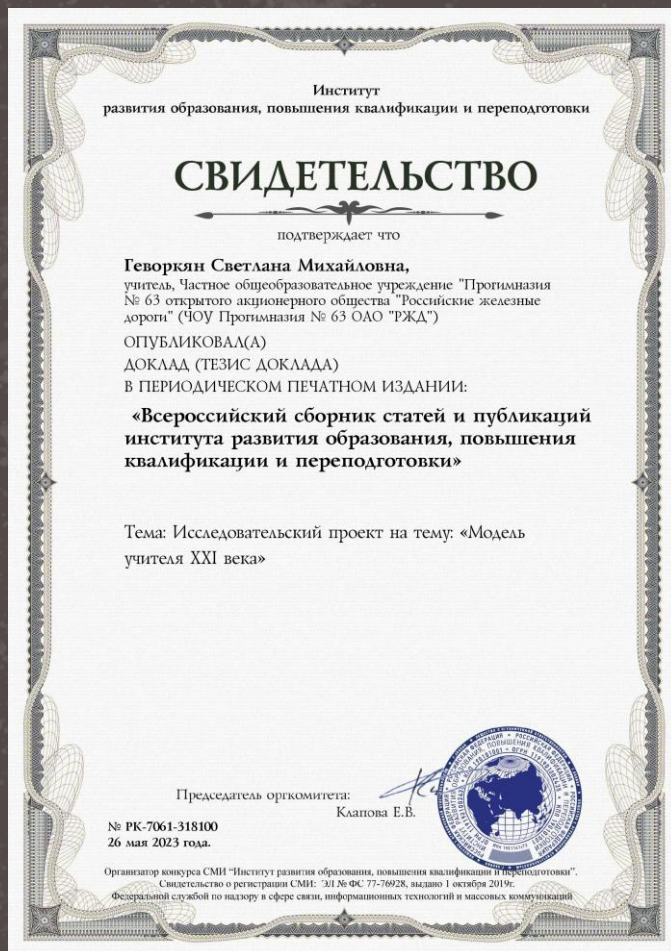 Институт
развития образования, повышения квалификации и переподготовки
СВИДЕТЕЛЬСТВО
подтверждает что
Геворкян Светлана Михайловна,
учитель, Частное общеобразовательное учреждение "Прогимназия
№ 63 открытого акционерного общества "Российские железные
дороги" (ЧОУ Прогимназия № 63 ОАО "РЖД")
ОПУБЛИКОВАЛ(А)
ДОКЛАД (ТЕЗИС ДОКЛАДА)
В ПЕРИОДИЧЕСКОМ ПЕЧАТНОМ ИЗДАНИИ:
«Всероссийский сборник статей и публикаций
института развития образования, повышения
квалификации и переподготовки»
Тема: Исследовательский проект на тему: «Модель
учителя XXI века»
Председатель оргкомитета:
Клапова Е.В.
№ РК-7061-318100
26 мая 2023 года.
Организатор конкурса СМИ "Институт развития образования, повышения квалификации и переподготовки".
Свидетельство о регистрации СМИ: ЭЛ № ФС 77-76928, выдано 1 октября 2019г.
Федеральной службой по надзору в сфере связи, информационных технологий и массовых коммуникаций